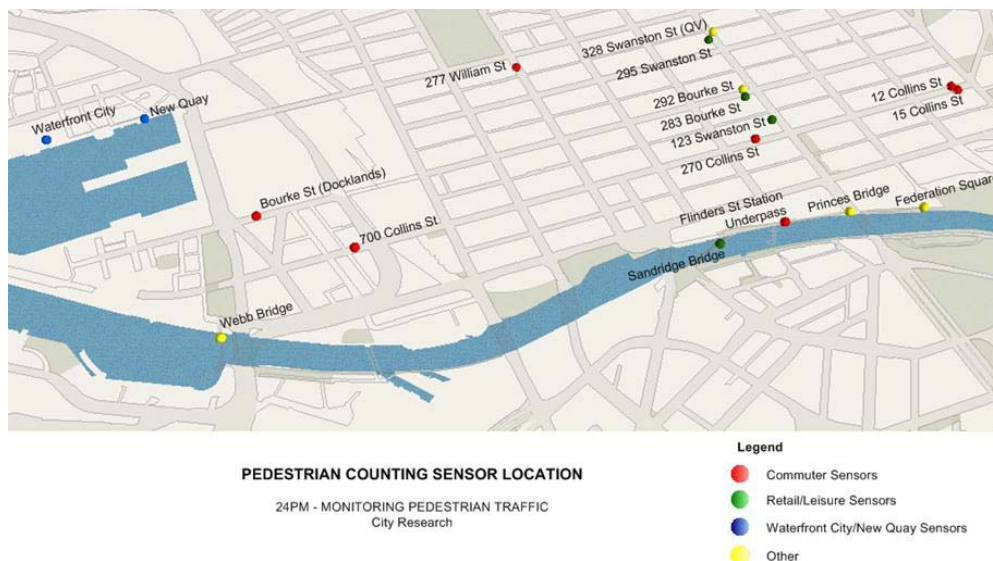 328 Swanston St (QV)
295 Swanston St
277 William St
292 Bourke St
283 Bourke St
12 Collins St
15 Collins St
123 Swanston St
270 Collins St
Waterfront City
New Quay
Bourke St (Docklands)
700 Collins St
Flinders St Station
Underpass
Princes Bridge
Federation Square
Sandridge Bridge
Webb Bridge
PEDESTRIAN COUNTING SENSOR LOCATION
24PM - MONITORING PEDESTRIAN TRAFFIC
City Research
Legend
Commuter Sensors
Retail/Leisure Sensors
Waterfront City/New Quay Sensors
Other